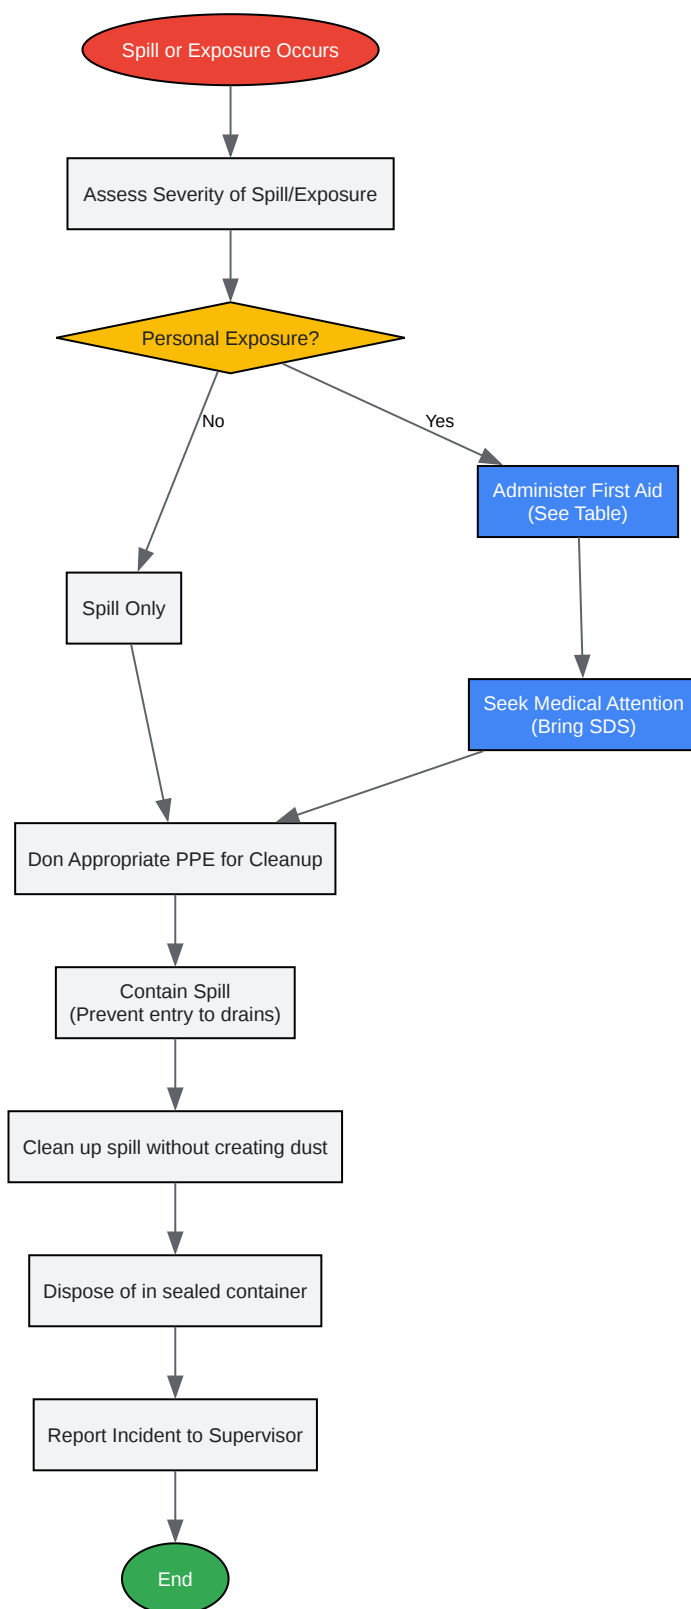 Spill or Exposure Occurs
Assess Severity of Spill/Exposure
Personal Exposure?
No
Yes
Administer First Aid
(See Table)
Spill Only
Seek Medical Attention
(Bring SDS)
Don Appropriate PPE for Cleanup
Contain Spill
(Prevent entry to drains)
Clean up spill without creating dust
Dispose of in sealed container
Report Incident to Supervisor
End